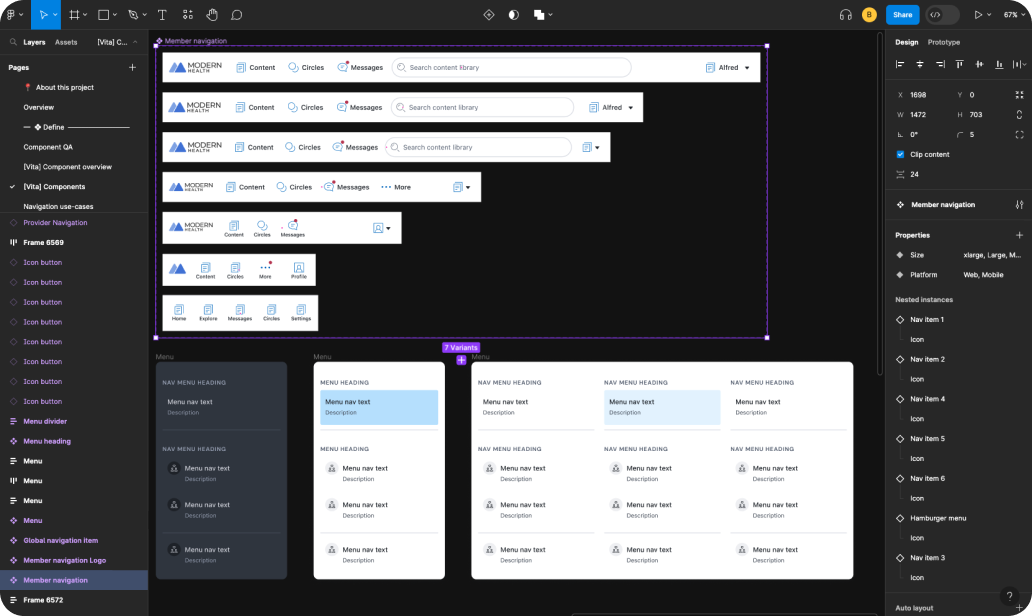 Share
B
67%
Layers
Assets
[Vita] C...
Pages
About this project
Overview
Define
Component QA
[Vita] Component overview
[Vita] Components
Navigation use-cases
Provider Navigation
Frame 6569
Icon button
Icon button
Icon button
Icon button
Icon button
Icon button
Icon button
Icon button
Menu divider
Menu heading
Menu
Menu
Menu
Menu
Global navigation item
Member navigation Logo
Member navigation
Frame 6572
Member navigation
MODERN HEALTH Content Circles Messages Search content library Alfred
MODERN HEALTH Content Circles Messages Search content library Alfred
MODERN HEALTH Content Circles Messages Search content library
MODERN HEALTH Content Circles Messages More
MODERN HEALTH Content Circles Messages
Content Circles More Profile
Home Explore Messages Circles Settings
7 Variants
Menu
NAV MENU HEADING
Menu nav text
Description
NAV MENU HEADING
Menu nav text
Description
Menu nav text
Description
Menu nav text
Description
Menu
MENU HEADING
Menu nav text
Description
MENU HEADING
Menu nav text
Description
Menu nav text
Description
Menu nav text
Description
Menu
NAV MENU HEADING NAV MENU HEADING NAV MENU HEADING
Menu nav text Menu nav text Menu nav text
Description Description Description
NAV MENU HEADING NAV MENU HEADING NAV MENU HEADING
Menu nav text Menu nav text Menu nav text
Description Description Description
Menu nav text Menu nav text Menu nav text
Description Description Description
Menu nav text Menu nav text Menu nav text
Description Description Description
Design Prototype
X 1698 Y 0
W 1472 H 703
0° 5
Clip content
24
Member navigation
Properties
Size xlarge, Large, M...
Platform Web, Mobile
Nested instances
Nav item 1
Icon
Nav item 2
Icon
Nav item 4
Icon
Nav item 5
Icon
Nav item 6
Icon
Hamburger menu
Icon
Nav item 3
Icon
Auto layout
?